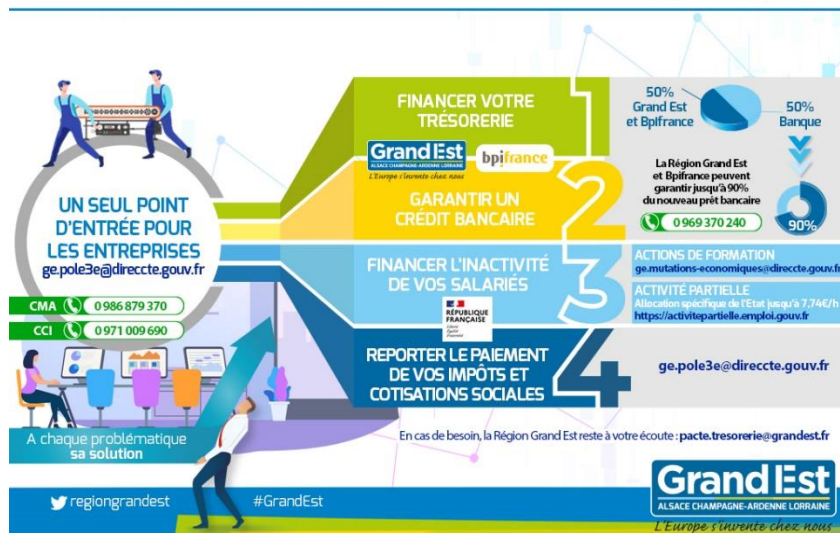 UN SEUL POINT
D'ENTRÉE POUR
LES ENTREPRISES
ge.pole3e@direccte.gouv.fr
CMA 0 986 879 370
CCI 0 971 009 690
A chaque problématique
sa solution
FINANCER VOTRE
TRÉSORERIE
1
50%
Grand Est
et Bpifrance
50%
Banque
Grand Est
ALSACE CHAMPAGNE-ARDENNE LORRAINE
L'Europe s'invente chez nous
bpifrance
GARANTIR UN
CRÉDIT BANCAIRE
2
La Région Grand Est
et Bpifrance peuvent
garantir jusqu'à 90%
du nouveau prêt bancaire
0 969 370 240
90%
FINANCER L'INACTIVITÉ
DE VOS SALARIÉS
3
ACTIONS DE FORMATION
ge.mutations-economiques@direccte.gouv.fr
ACTIVITÉ PARTIELLE
Allocation spécifique de l'Etat jusqu'à 7,74€/h
https://activitepartielle.emploi.gouv.fr
RÉPUBLIQUE
FRANÇAISE
Liberté
Égalité
Fraternité
REPORTER LE PAIEMENT
DE VOS IMPÔTS ET
COTISATIONS SOCIALES
4
ge.pole3e@direccte.gouv.fr
En cas de besoin, la Région Grand Est reste à votre écoute : pacte.tresorerie@grandest.fr
regiongrandest #GrandEst
Grand Est
ALSACE CHAMPAGNE-ARDENNE LORRAINE
L'Europe s'invente chez nous